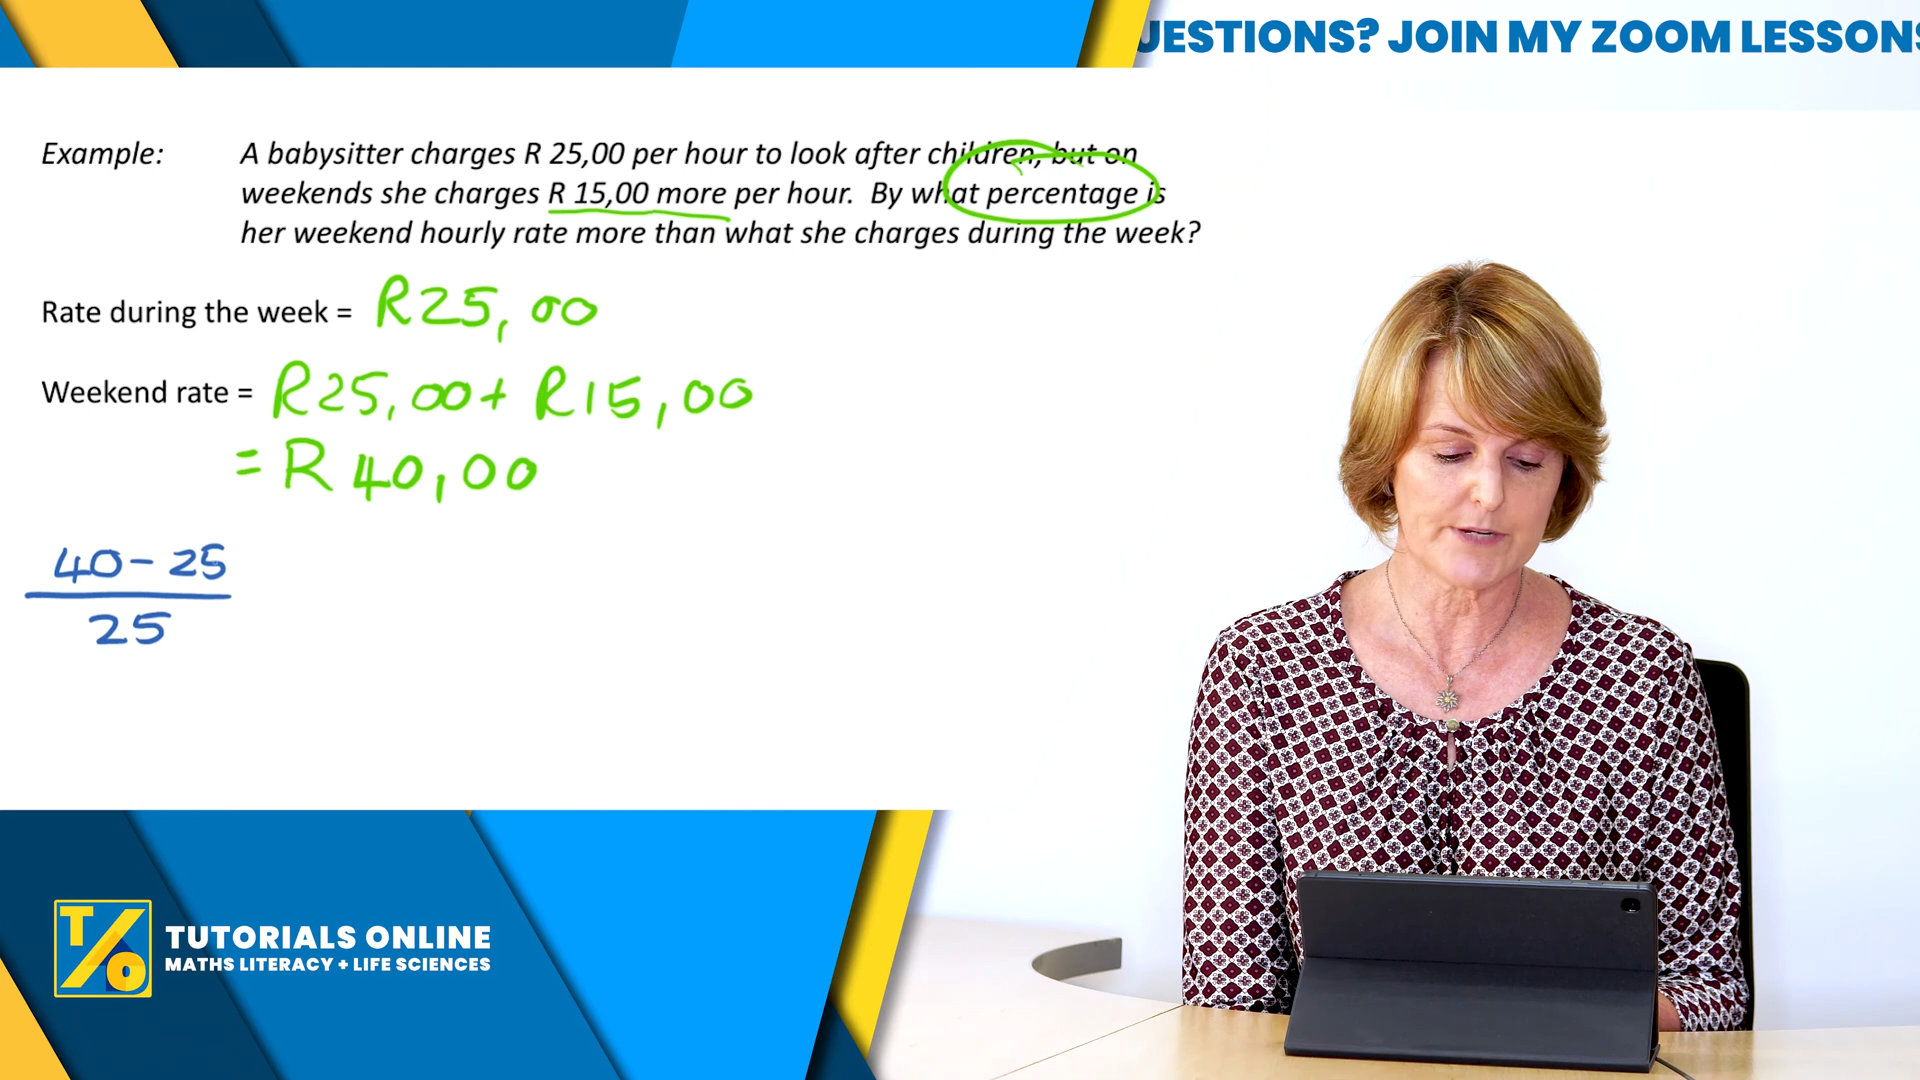 UESTIONS? JOIN MY ZOOM LESSONS
Example: A babysitter charges R 25,00 per hour to look after children, but on
weekends she charges R 15,00 more per hour. By what percentage is
her weekend hourly rate more than what she charges during the week?
Rate during the week = R25,00
Weekend rate = R25,00 + R15,00
= R40,00
40 - 25
25
T/O
TUTORIALS ONLINE
MATHS LITERACY + LIFE SCIENCES